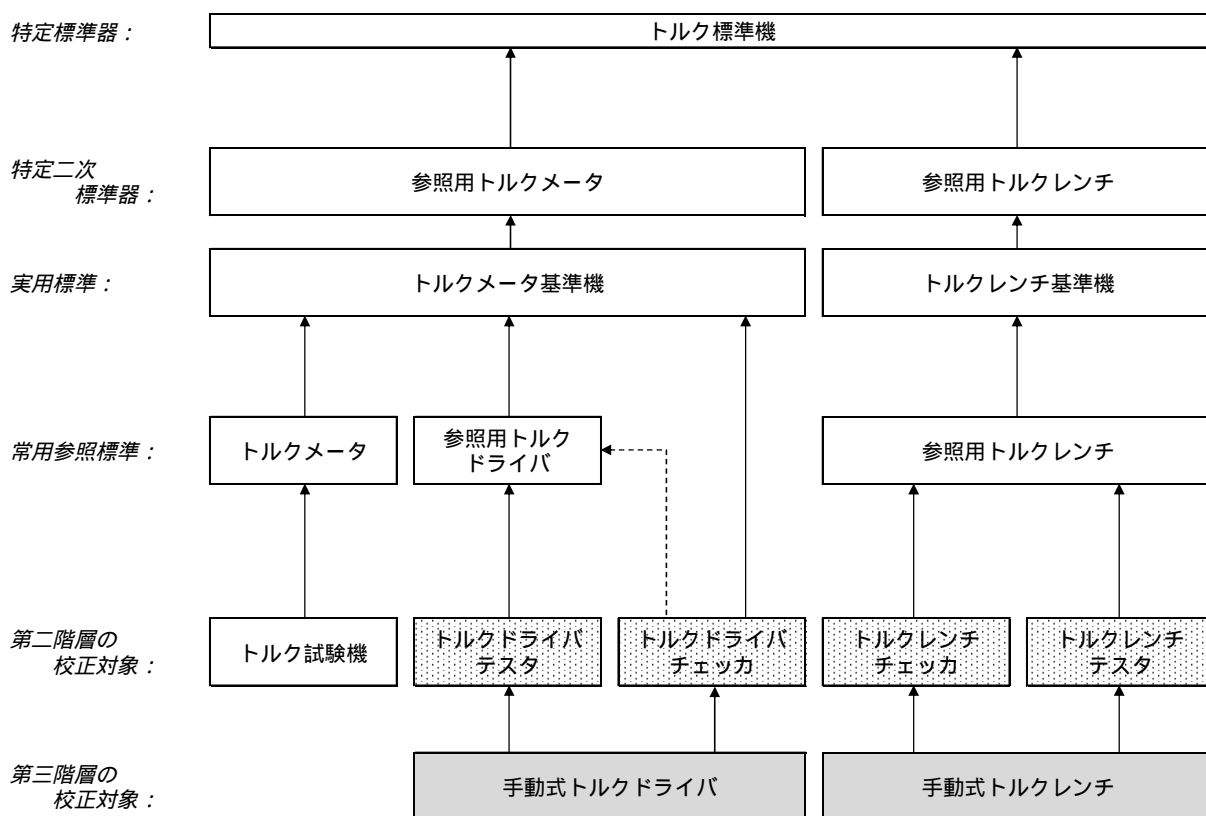 特定標準器：
トルク標準機
特定二次
標準器：
参照用トルクメータ
参照用トルクレンチ
実用標準：
トルクメータ基準機
トルクレンチ基準機
常用参照標準：
トルクメータ
参照用トルク
ドライバ
参照用トルクレンチ
第二階層の
校正対象：
トルク試験機
トルクドライバ
テスタ
トルクドライバ
チェッカ
トルクレンチ
チェッカ
トルクレンチ
テスタ
第三階層の
校正対象：
手動式トルクドライバ
手動式トルクレンチ